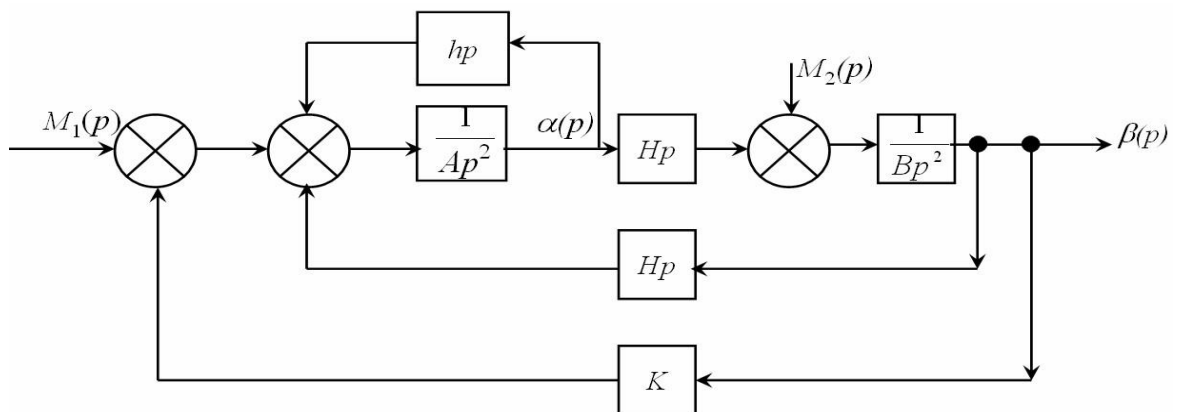 hp
M₂(p)
M₁(p)
1
Ap²
α(p)
Hp
1
Bp²
β(p)
Hp
K